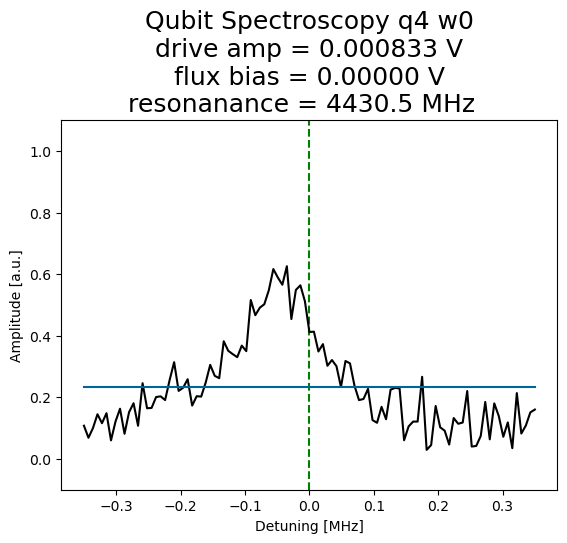 Qubit Spectroscopy q4 w0
drive amp = 0.000833 V
flux bias = 0.00000 V
resonanance = 4430.5 MHz
1.0
0.8
0.6
0.4
0.2
0.0
Amplitude [a.u.]
−0.3 −0.2 −0.1 0.0 0.1 0.2 0.3
Detuning [MHz]